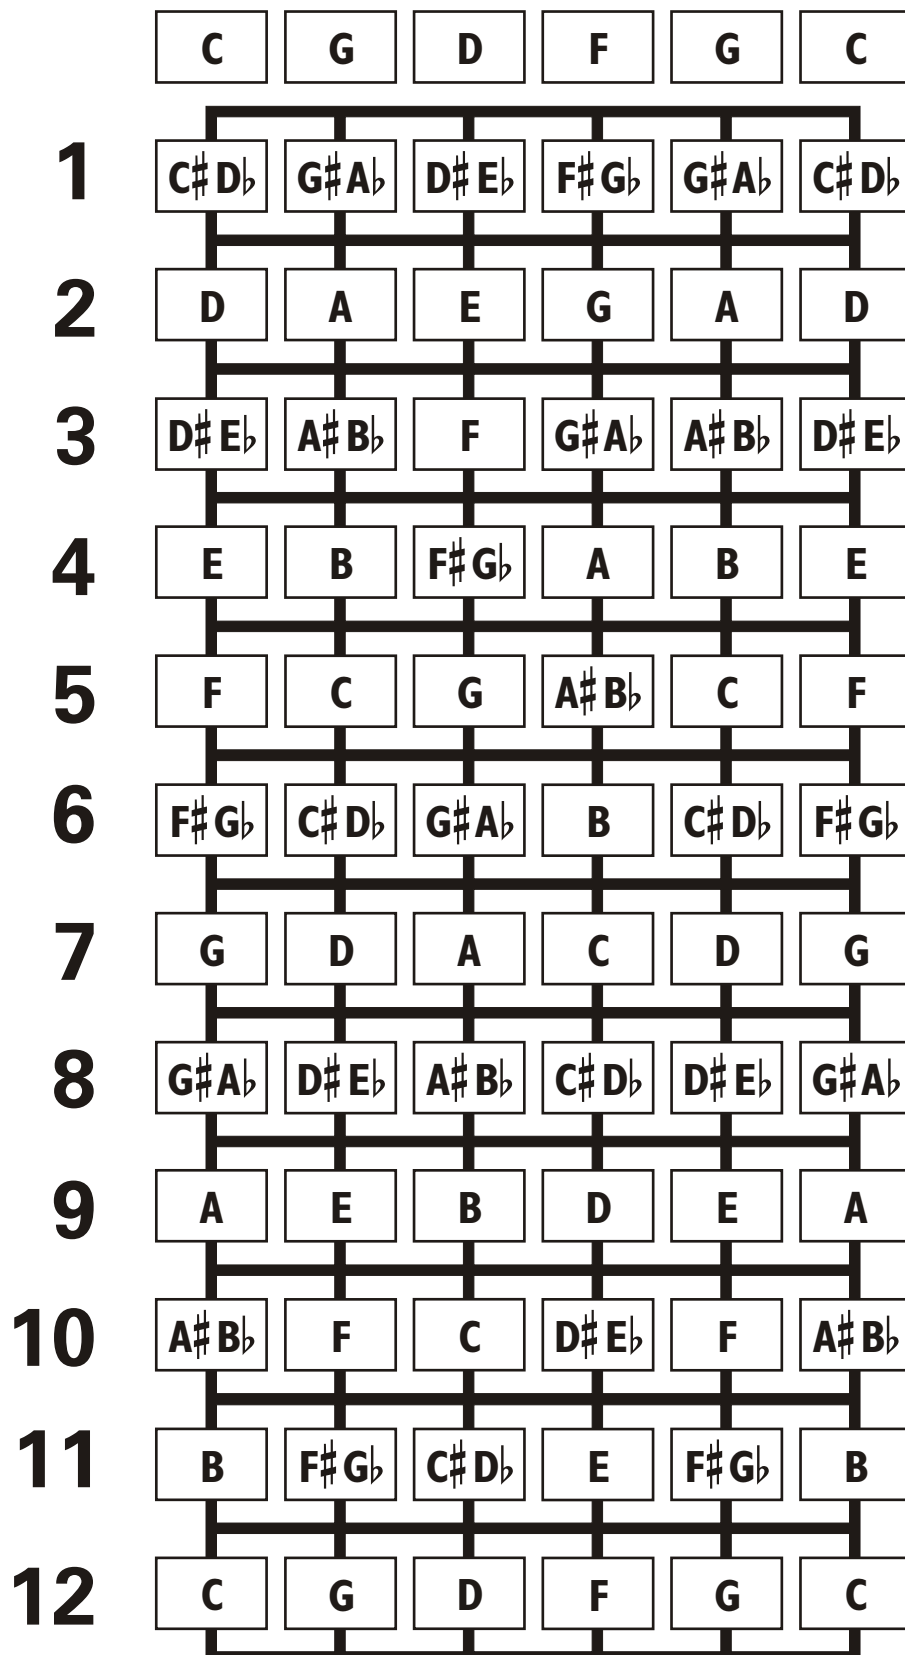 C G D F G C
1 C♯D♭ G♯A♭ D♯E♭ F♯G♭ G♯A♭ C♯D♭
2 D A E G A D
3 D♯E♭ A♯B♭ F G♯A♭ A♯B♭ D♯E♭
4 E B F♯G♭ A B E
5 F C G A♯B♭ C F
6 F♯G♭ C♯D♭ G♯A♭ B C♯D♭ F♯G♭
7 G D A C D G
8 G♯A♭ D♯E♭ A♯B♭ C♯D♭ D♯E♭ G♯A♭
9 A E B D E A
10 A♯B♭ F C D♯E♭ F A♯B♭
11 B F♯G♭ C♯D♭ E F♯G♭ B
12 C G D F G C